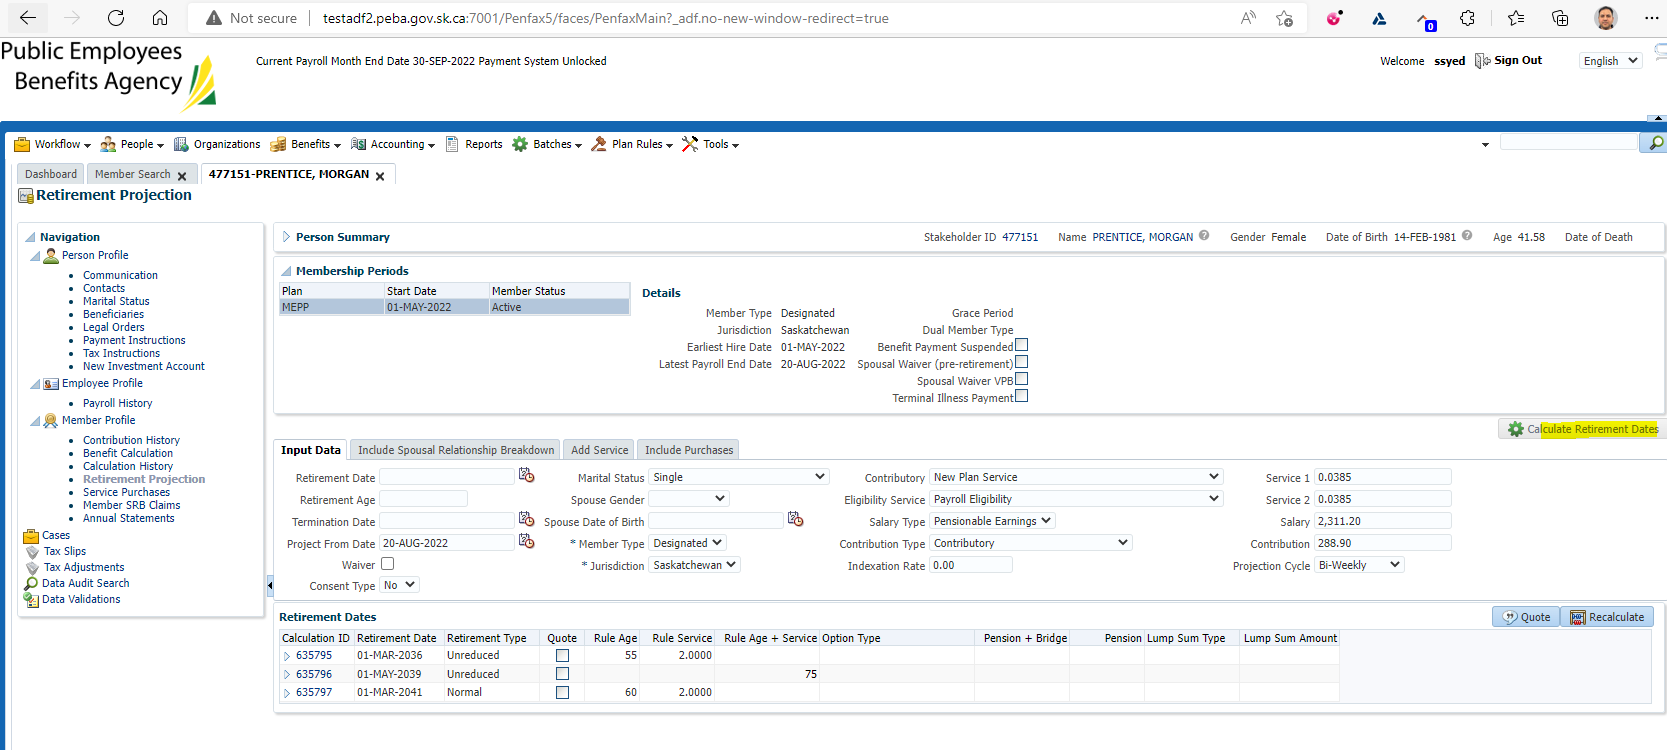 Not secure | testadf2.peba.gov.sk.ca:7001/Penfax5/faces/PenfaxMain?_adf.no-new-window-redirect=true
0
Public Employees
Benefits Agency
Current Payroll Month End Date 30-SEP-2022 Payment System Unlocked
Welcome ssyed Sign Out English
Workflow People Organizations Benefits Accounting Reports Batches Plan Rules Tools
Dashboard Member Search 477151-PRENTICE, MORGAN
Retirement Projection
Navigation
Person Profile
Communication
Contacts
Marital Status
Beneficiaries
Legal Orders
Payment Instructions
Tax Instructions
New Investment Account
Employee Profile
Payroll History
Member Profile
Contribution History
Benefit Calculation
Calculation History
Retirement Projection
Service Purchases
Member SRB Claims
Annual Statements
Cases
Tax Slips
Tax Adjustments
Data Audit Search
Data Validations
Person Summary Stakeholder ID 477151 Name PRENTICE, MORGAN Gender Female Date of Birth 14-FEB-1981 Age 41.58 Date of Death
Membership Periods
Plan Start Date Member Status
MEPP 01-MAY-2022 Active
Details
Member Type Designated Grace Period
Jurisdiction Saskatchewan Dual Member Type
Earliest Hire Date 01-MAY-2022 Benefit Payment Suspended
Latest Payroll End Date 20-AUG-2022 Spousal Waiver (pre-retirement)
Spousal Waiver VPB
Terminal Illness Payment
Calculate Retirement Dates
Input Data Include Spousal Relationship Breakdown Add Service Include Purchases
Retirement Date Marital Status Single Contributory New Plan Service Service 1 0.0385
Retirement Age Spouse Gender Eligibility Service Payroll Eligibility Service 2 0.0385
Termination Date Spouse Date of Birth Salary Type Pensionable Earnings Salary 2,311.20
Project From Date 20-AUG-2022 * Member Type Designated Contribution Type Contributory Contribution 288.90
Waiver * Jurisdiction Saskatchewan Indexation Rate 0.00 Projection Cycle Bi-Weekly
Consent Type No
Retirement Dates Quote Recalculate
Calculation ID Retirement Date Retirement Type Quote Rule Age Rule Service Rule Age + Service Option Type Pension + Bridge Pension Lump Sum Type Lump Sum Amount
635795 01-MAR-2036 Unreduced 55 2.0000
635796 01-MAY-2039 Unreduced 75
635797 01-MAR-2041 Normal 60 2.0000